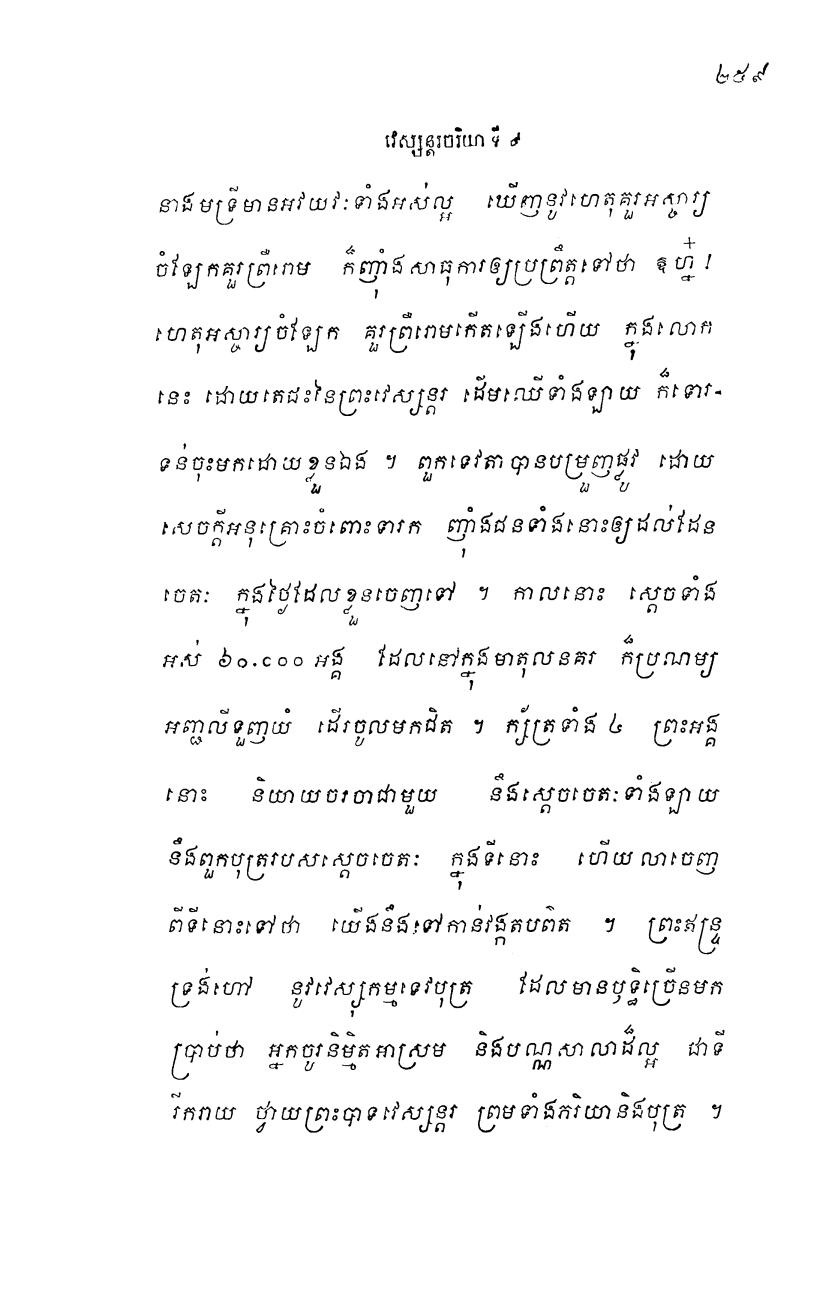 ២៥៩
វេស្សន្តរចរិយា ទី ៩
នាងមទ្រីមានអវយវៈទាំងអស់ល្អ ឃើញនូវហេតុគួរអស្ចារ្យ
ចំឡែកគួរព្រឺរោម ក៏ញ៉ាំងសាធុការឲ្យប្រព្រឹត្តទៅថា ឱហ្ន៎ !
ហេតុអស្ចារ្យចំឡែក គួរព្រឺរោមកើតឡើងហើយ ក្នុងលោក
នេះ ដោយតេជះនៃព្រះវេស្សន្តរ ដើមឈើទាំងឡាយ ក៏ទោរ-
ទន់ចុះមកដោយខ្លួនឯង ។ ពួកទេវតាបានបម្រួញផ្លូវ ដោយ
សេចក្តីអនុគ្រោះចំពោះទារក ញ៉ាំងជនទាំងនោះឲ្យដល់ដែន
ចេតៈ ក្នុងថ្ងៃដែលខ្លួនចេញទៅ ។ កាលនោះ ស្តេចទាំង
អស់ ៦០.០០០ អង្គ ដែលនៅក្នុងមាតុលនគរ ក៏ប្រណម្យ
អញ្ជលីទួញយំ ដើរចូលមកជិត ។ ក្ស័ត្រទាំង ៤ ព្រះអង្គ
នោះ និយាយចរចាជាមួយ នឹងស្តេចចេតៈទាំងឡាយ
នឹងពួកបុត្ររបសស្តេចចេតៈ ក្នុងទីនោះ ហើយលាចេញ
ពីទីនោះទៅថា យើងនឹងទៅកាន់វង្កតបព៌ត ។ ព្រះឥន្ទ្រ
ទ្រង់ហៅ នូវវេស្សុកម្មទេវបុត្រ ដែលមានឫទ្ធិច្រើនមក
ប្រាប់ថា អ្នកចូរនិម្មិតអាស្រម និងបណ្ណសាលាដ៏ល្អ ជាទី
រីករាយ ថ្វាយព្រះបាទវេស្សន្តរ ព្រមទាំងភរិយានិងបុត្រ ។